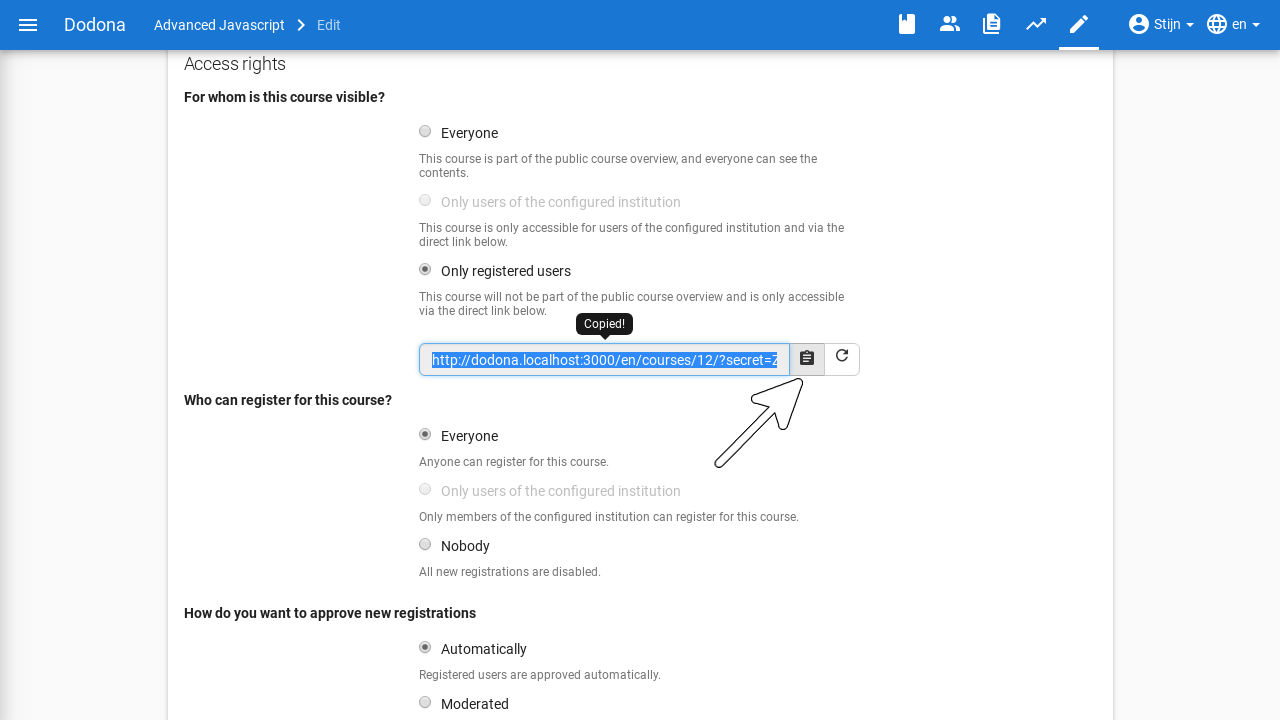 Dodona Advanced Javascript Edit Stijn en
Access rights
For whom is this course visible?
Everyone
This course is part of the public course overview, and everyone can see the
contents.
Only users of the configured institution
This course is only accessible for users of the configured institution and via the
direct link below.
Only registered users
This course will not be part of the public course overview and is only accessible
via the direct link below.
Copied!
http://dodona.localhost:3000/en/courses/12/?secret=Z
Who can register for this course?
Everyone
Anyone can register for this course.
Only users of the configured institution
Only members of the configured institution can register for this course.
Nobody
All new registrations are disabled.
How do you want to approve new registrations
Automatically
Registered users are approved automatically.
Moderated